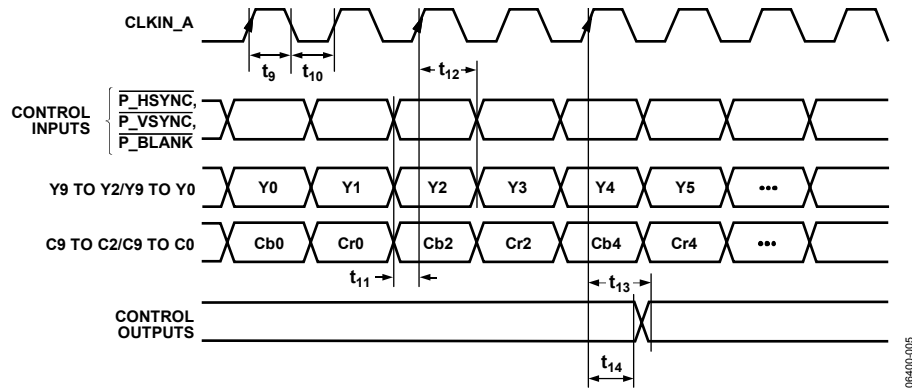 CLKIN_A
t9
t10
t12
CONTROL
INPUTS
P_HSYNC,
P_VSYNC,
P_BLANK
Y9 TO Y2/Y9 TO Y0
Y0 Y1 Y2 Y3 Y4 Y5 •••
C9 TO C2/C9 TO C0
Cb0 Cr0 Cb2 Cr2 Cb4 Cr4 •••
t11
t13
CONTROL
OUTPUTS
t14
06400-005